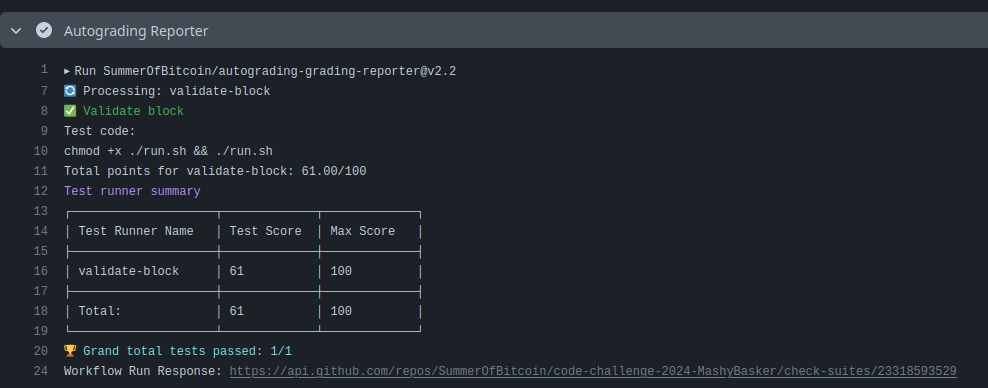 Autograding Reporter
1 Run SummerOfBitcoin/autograding-grading-reporter@v2.2
7 🔄 Processing: validate-block
8 ✅ Validate block
9 Test code:
10 chmod +x ./run.sh && ./run.sh
11 Total points for validate-block: 61.00/100
12 Test runner summary
13
14 Test Runner Name Test Score Max Score
15
16 validate-block 61 100
17
18 Total: 61 100
19
20 🏆 Grand total tests passed: 1/1
24 Workflow Run Response: https://api.github.com/repos/SummerOfBitcoin/code-challenge-2024-MashyBasker/check-suites/23318593529